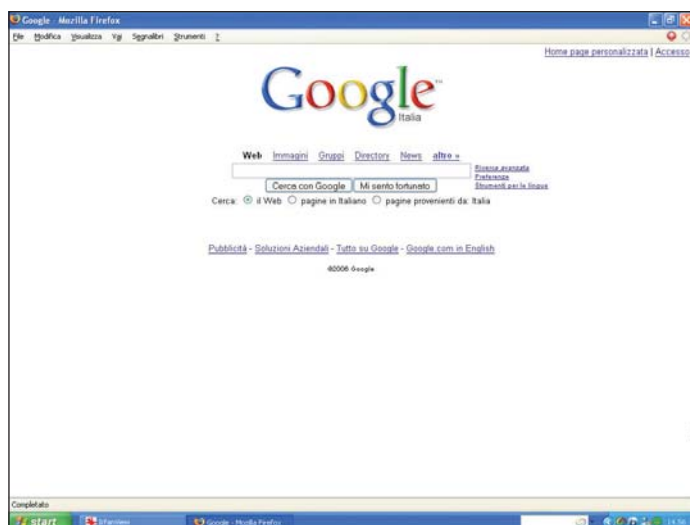 Google - Mozilla Firefox
File Modifica Visualizza Vai Segnalibri Strumenti ?
Home page personalizzata | Accesso
Google™
Italia
Web Immagini Gruppi Directory News altro »
Ricerca avanzata
Preferenze
Strumenti per le lingue
Cerca con Google Mi sento fortunato
Cerca: il Web pagine in Italiano pagine provenienti da: Italia
Pubblicità - Soluzioni Aziendali - Tutto su Google - Google.com in English
©2006 Google
Completato
start Google - Mozilla Firefox